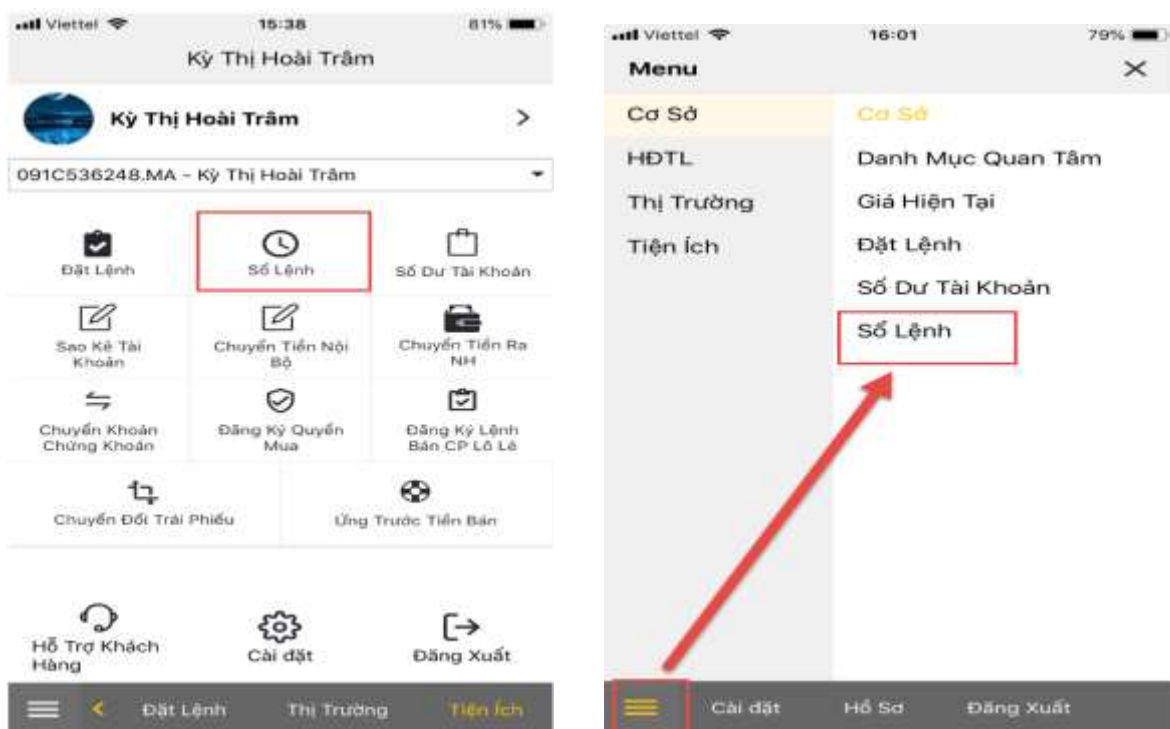 Viettel 15:38 81%
Kỳ Thị Hoài Trâm
Kỳ Thị Hoài Trâm >
091C536248.MA - Kỳ Thị Hoài Trâm
Đặt Lệnh
Sổ Lệnh
Số Dư Tài Khoản
Sao Kê Tài
Khoản
Chuyển Tiền Nội
Bộ
Chuyển Tiền Ra
NH
Chuyển Khoản
Chứng Khoán
Đăng Ký Quyền
Mua
Đăng Ký Lệnh
Bán CP Lô Lẻ
Chuyển Đổi Trái Phiếu
Ứng Trước Tiền Bán
Hỗ Trợ Khách
Hàng
Cài đặt
Đăng Xuất
< Đặt Lệnh Thị Trường Tiện Ích
Viettel 16:01 79%
Menu ×
Cơ Sở
HĐTL
Thị Trường
Tiện Ích
Cơ Sở
Danh Mục Quan Tâm
Giá Hiện Tại
Đặt Lệnh
Số Dư Tài Khoản
Sổ Lệnh
Cài đặt Hồ Sơ Đăng Xuất